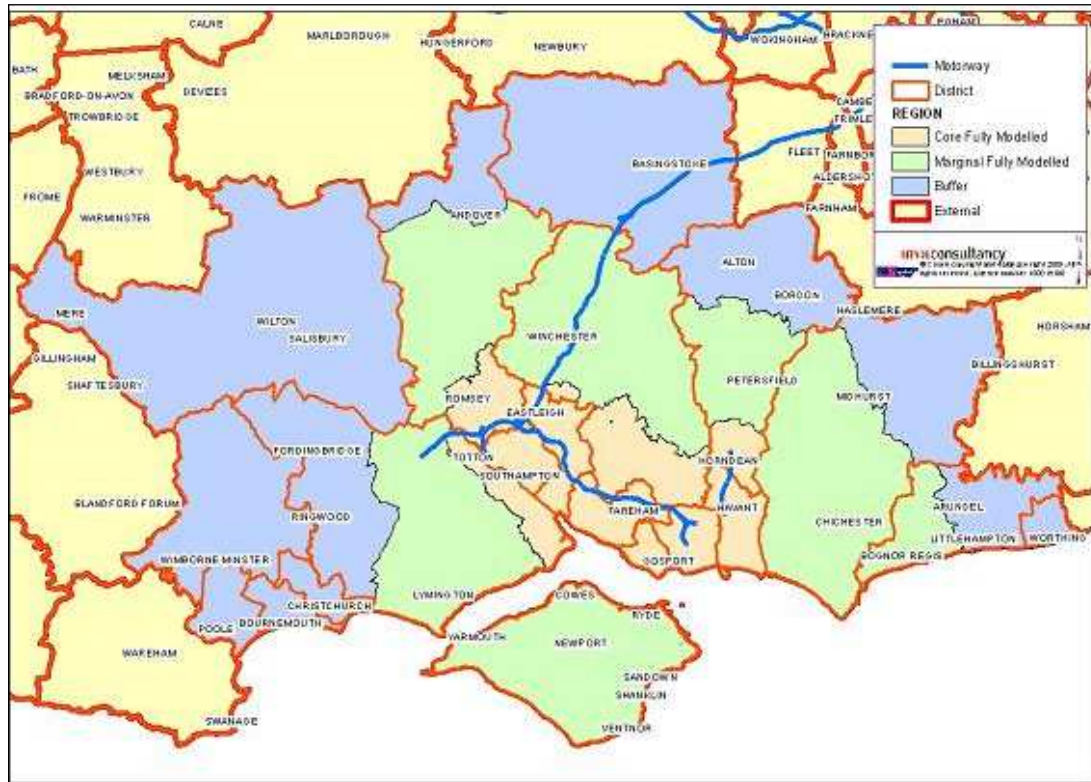 CALNE
MARLBOROUGH
HUNGERFORD
NEWBURY
WOKINGHAM
BATH
MELKSHAM
DEVIZES
BRADFORD-ON-AVON
TROWBRIDGE
Motorway
District
REGION
Core Fully Modelled
Marginal Fully Modelled
Buffer
External
mva consultancy
BASINGSTOKE
FLEET
FARNHAM
WESTBURY
FROME
WARMINSTER
ANDOVER
ALTON
BORDON
HASLEMERE
MERE
WILTON
SALISBURY
WINCHESTER
HORSHAM
GILLINGHAM
SHAFTESBURY
BILLINGSHURST
PETERSFIELD
MIDHURST
ROMSEY
EASTLEIGH
FORDINGBRIDGE
TOTTON
SOUTHAMPTON
HORNDEAN
BLANDFORD FORUM
RINGWOOD
FAREHAM
HAVANT
CHICHESTER
ARUNDEL
LITTLEHAMPTON
WORTHING
WIMBORNE MINSTER
GOSPORT
BOGNOR REGIS
CHRISTCHURCH
LYMINGTON
COWES
RYDE
POOLE
BOURNEMOUTH
YARMOUTH
NEWPORT
WAREHAM
SANDOWN
SHANKLIN
SWANAGE
VENTNOR